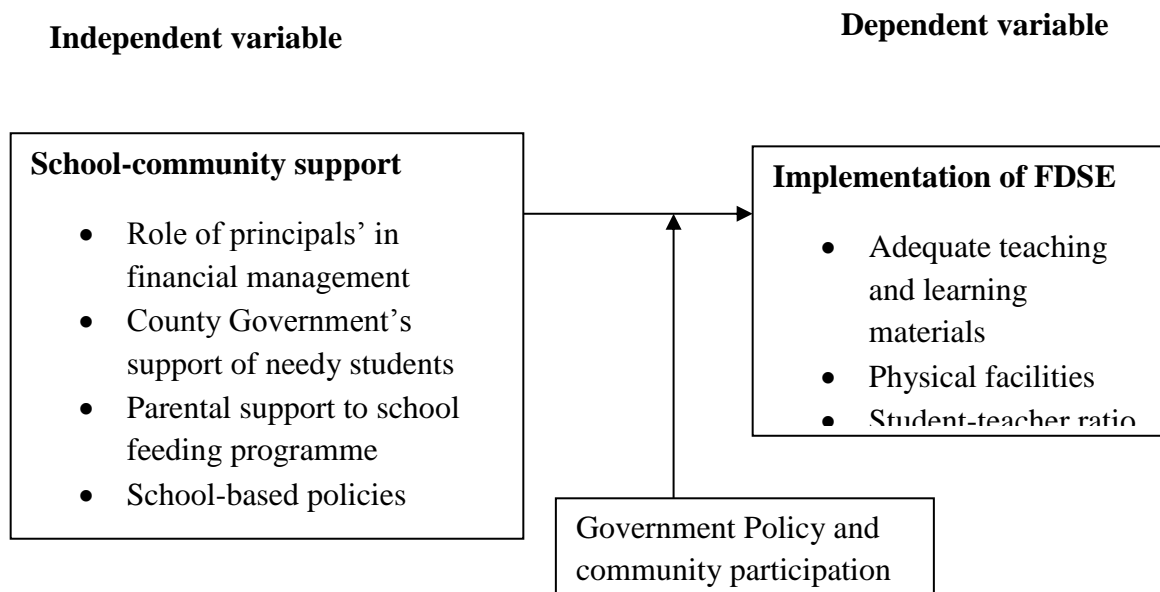 Independent variable
Dependent variable
School-community support
• Role of principals’ in
financial management
• County Government’s
support of needy students
• Parental support to school
feeding programme
• School-based policies
Implementation of FDSE
• Adequate teaching
and learning
materials
• Physical facilities
• Student-teacher ratio
Government Policy and
community participation